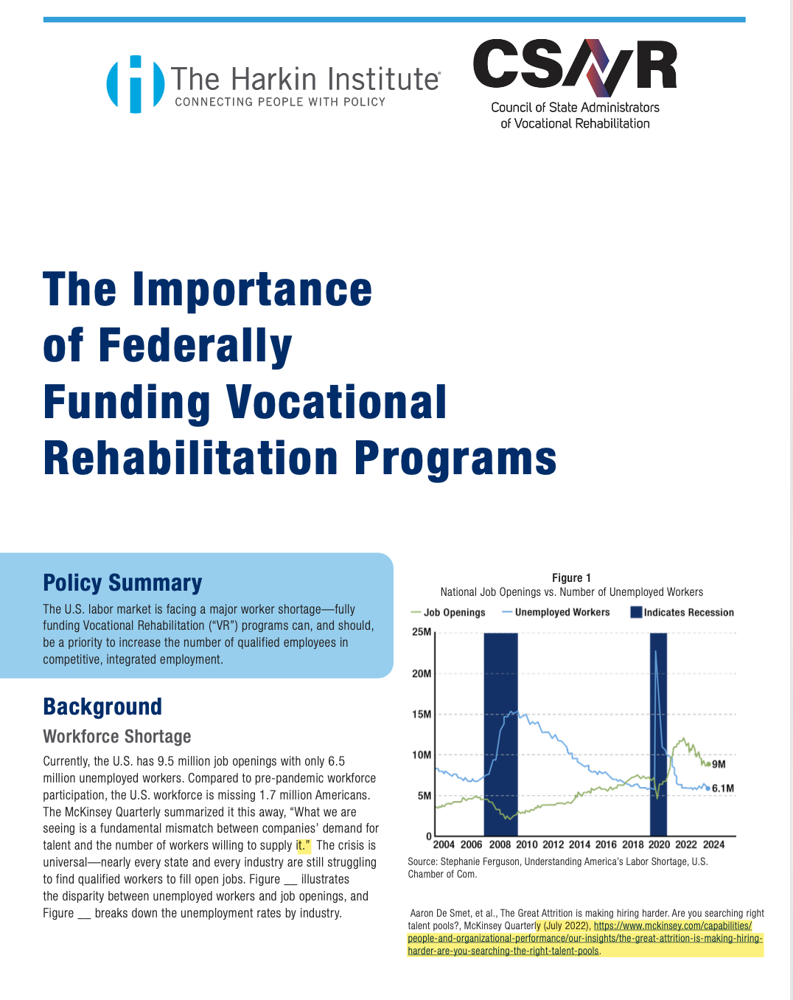 The Harkin Institute®
CONNECTING PEOPLE WITH POLICY
CSAVR
Council of State Administrators
of Vocational Rehabilitation
The Importance
of Federally
Funding Vocational
Rehabilitation Programs
Policy Summary
The U.S. labor market is facing a major worker shortage—fully
funding Vocational Rehabilitation (“VR”) programs can, and should,
be a priority to increase the number of qualified employees in
competitive, integrated employment.
Background
Workforce Shortage
Currently, the U.S. has 9.5 million job openings with only 6.5
million unemployed workers. Compared to pre-pandemic workforce
participation, the U.S. workforce is missing 1.7 million Americans.
The McKinsey Quarterly summarized it this away, “What we are
seeing is a fundamental mismatch between companies’ demand for
talent and the number of workers willing to supply it.” The crisis is
universal—nearly every state and every industry are still struggling
to find qualified workers to fill open jobs. Figure __ illustrates
the disparity between unemployed workers and job openings, and
Figure __ breaks down the unemployment rates by industry.
Figure 1
National Job Openings vs. Number of Unemployed Workers
Job Openings Unemployed Workers Indicates Recession
25M
20M
15M
10M
5M
0
9M
6.1M
2004 2006 2008 2010 2012 2014 2016 2018 2020 2022 2024
Source: Stephanie Ferguson, Understanding America’s Labor Shortage, U.S.
Chamber of Com.
Aaron De Smet, et al., The Great Attrition is making hiring harder. Are you searching right
talent pools?, McKinsey Quarterly (July 2022), https://www.mckinsey.com/capabilities/
people-and-organizational-performance/our-insights/the-great-attrition-is-making-hiring-
harder-are-you-searching-the-right-talent-pools.